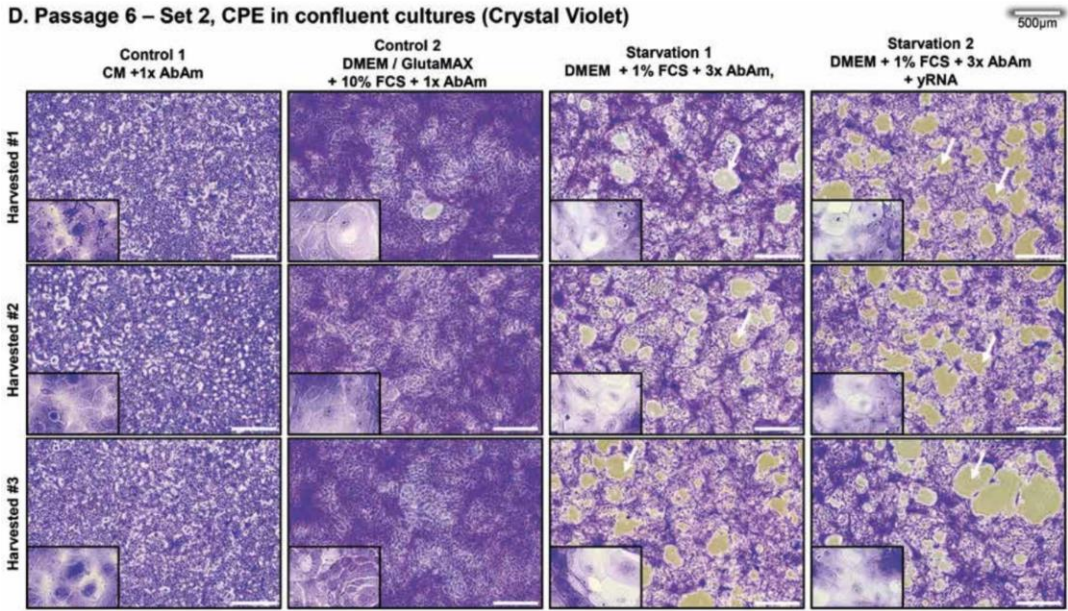 D. Passage 6 – Set 2, CPE in confluent cultures (Crystal Violet)
500µm
Control 1
CM +1x AbAm
Control 2
DMEM / GlutaMAX
+ 10% FCS + 1x AbAm
Starvation 1
DMEM + 1% FCS + 3x AbAm,
Starvation 2
DMEM + 1% FCS + 3x AbAm
+ yRNA
Harvested #1
Harvested #2
Harvested #3